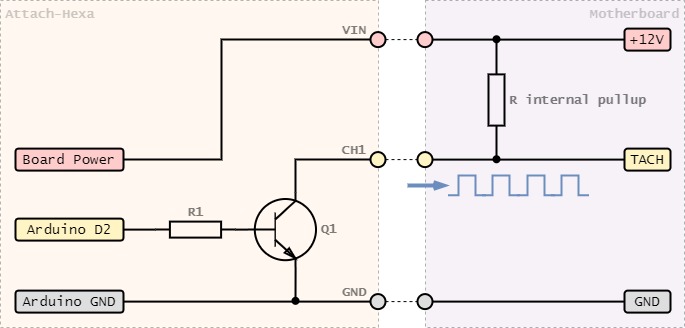 Attach-Hexa
Motherboard
VIN
+12V
R internal pullup
Board Power
CH1
TACH
R1
Arduino D2
Q1
GND
Arduino GND
GND